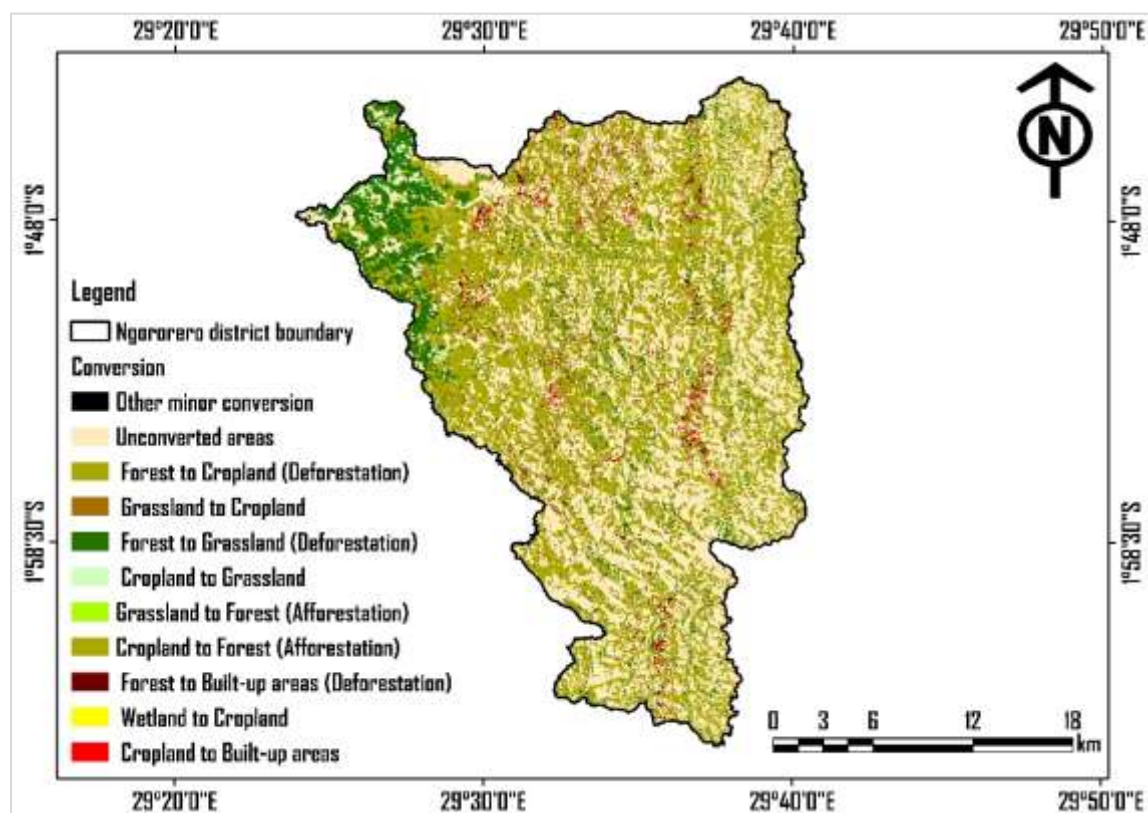 29°20'0"E 29°30'0"E 29°40'0"E 29°50'0"E
N
1°48'0"S 1°48'0"S
Legend
Ngororero district boundary
Conversion
Other minor conversion
Unconverted areas
Forest to Cropland (Deforestation)
Grassland to Cropland
1°58'30"S 1°58'30"S
Forest to Grassland (Deforestation)
Cropland to Grassland
Grassland to Forest (Afforestation)
Cropland to Forest (Afforestation)
Forest to Built-up areas (Deforestation)
Wetland to Cropland
Cropland to Built-up areas
0 3 6 12 18
km
29°20'0"E 29°30'0"E 29°40'0"E 29°50'0"E